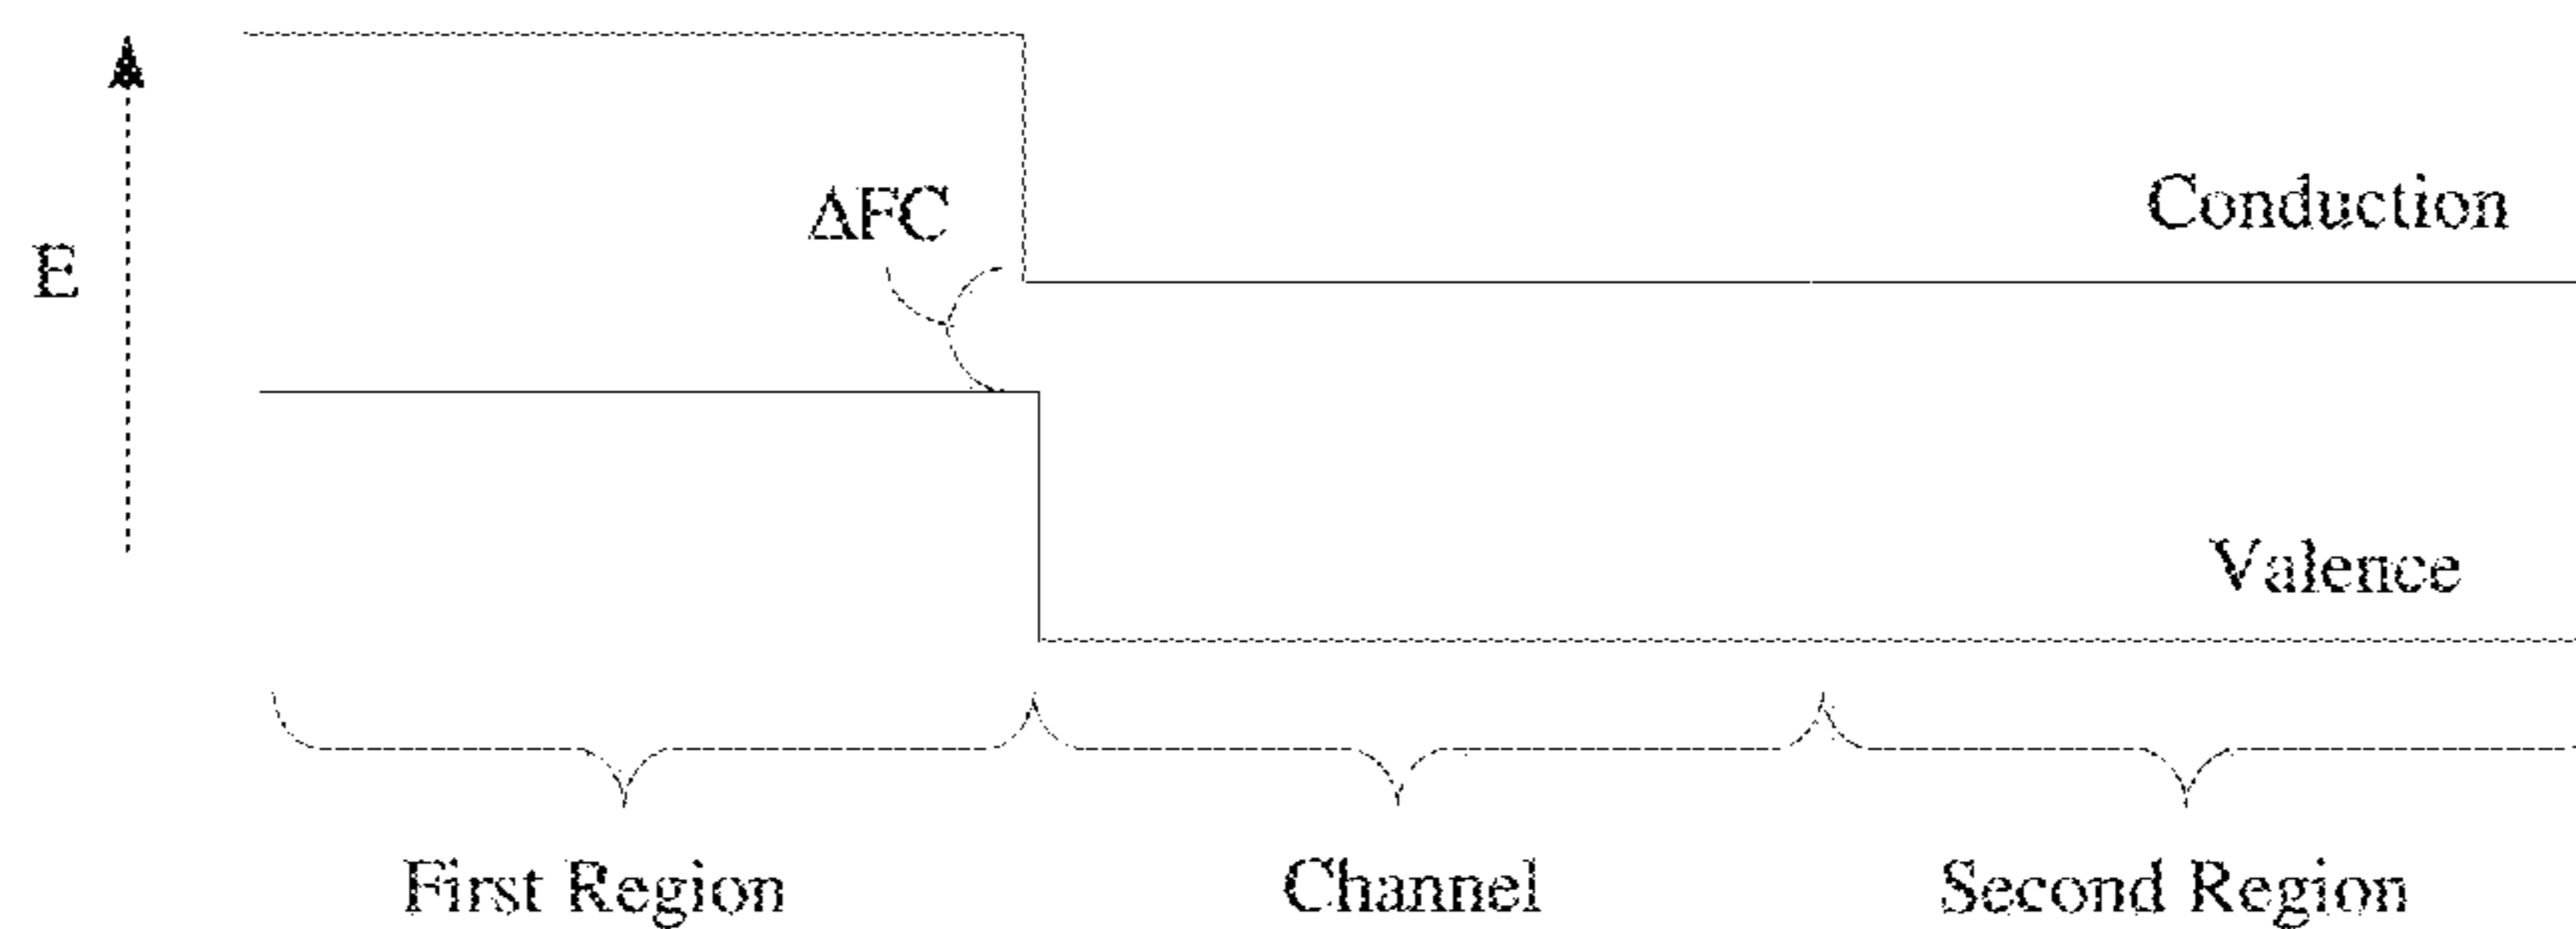 ΔFC
Conduction
E
Valence
First Region
Channel
Second Region